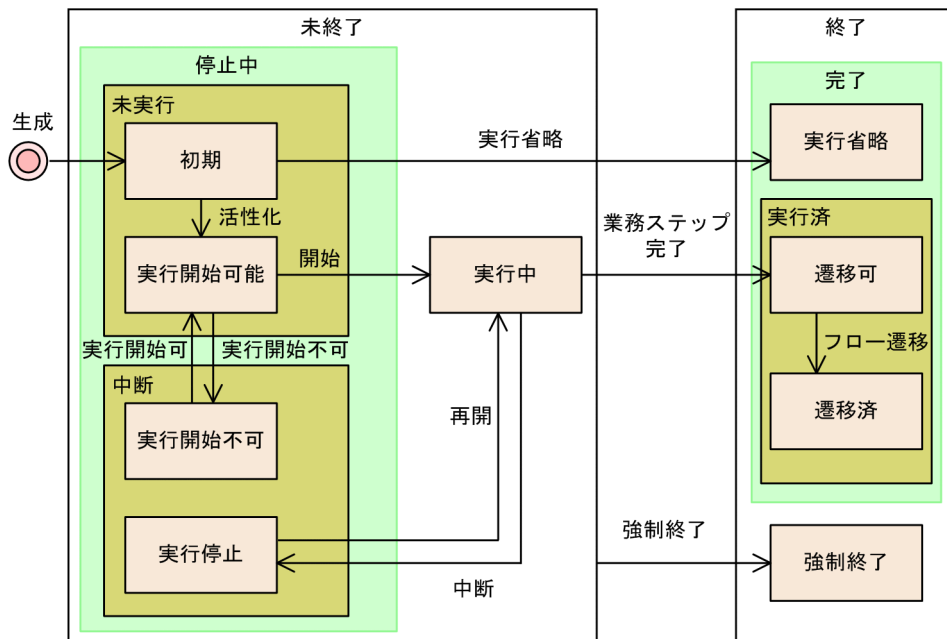 未終了
終了
停止中
完了
未実行
生成
初期
実行省略
実行省略
活性化
実行済
業務ステップ
完了
実行開始可能
開始
実行中
遷移可
実行開始可
実行開始不可
フロー遷移
中断
実行開始不可
再開
遷移済
実行停止
強制終了
強制終了
中断